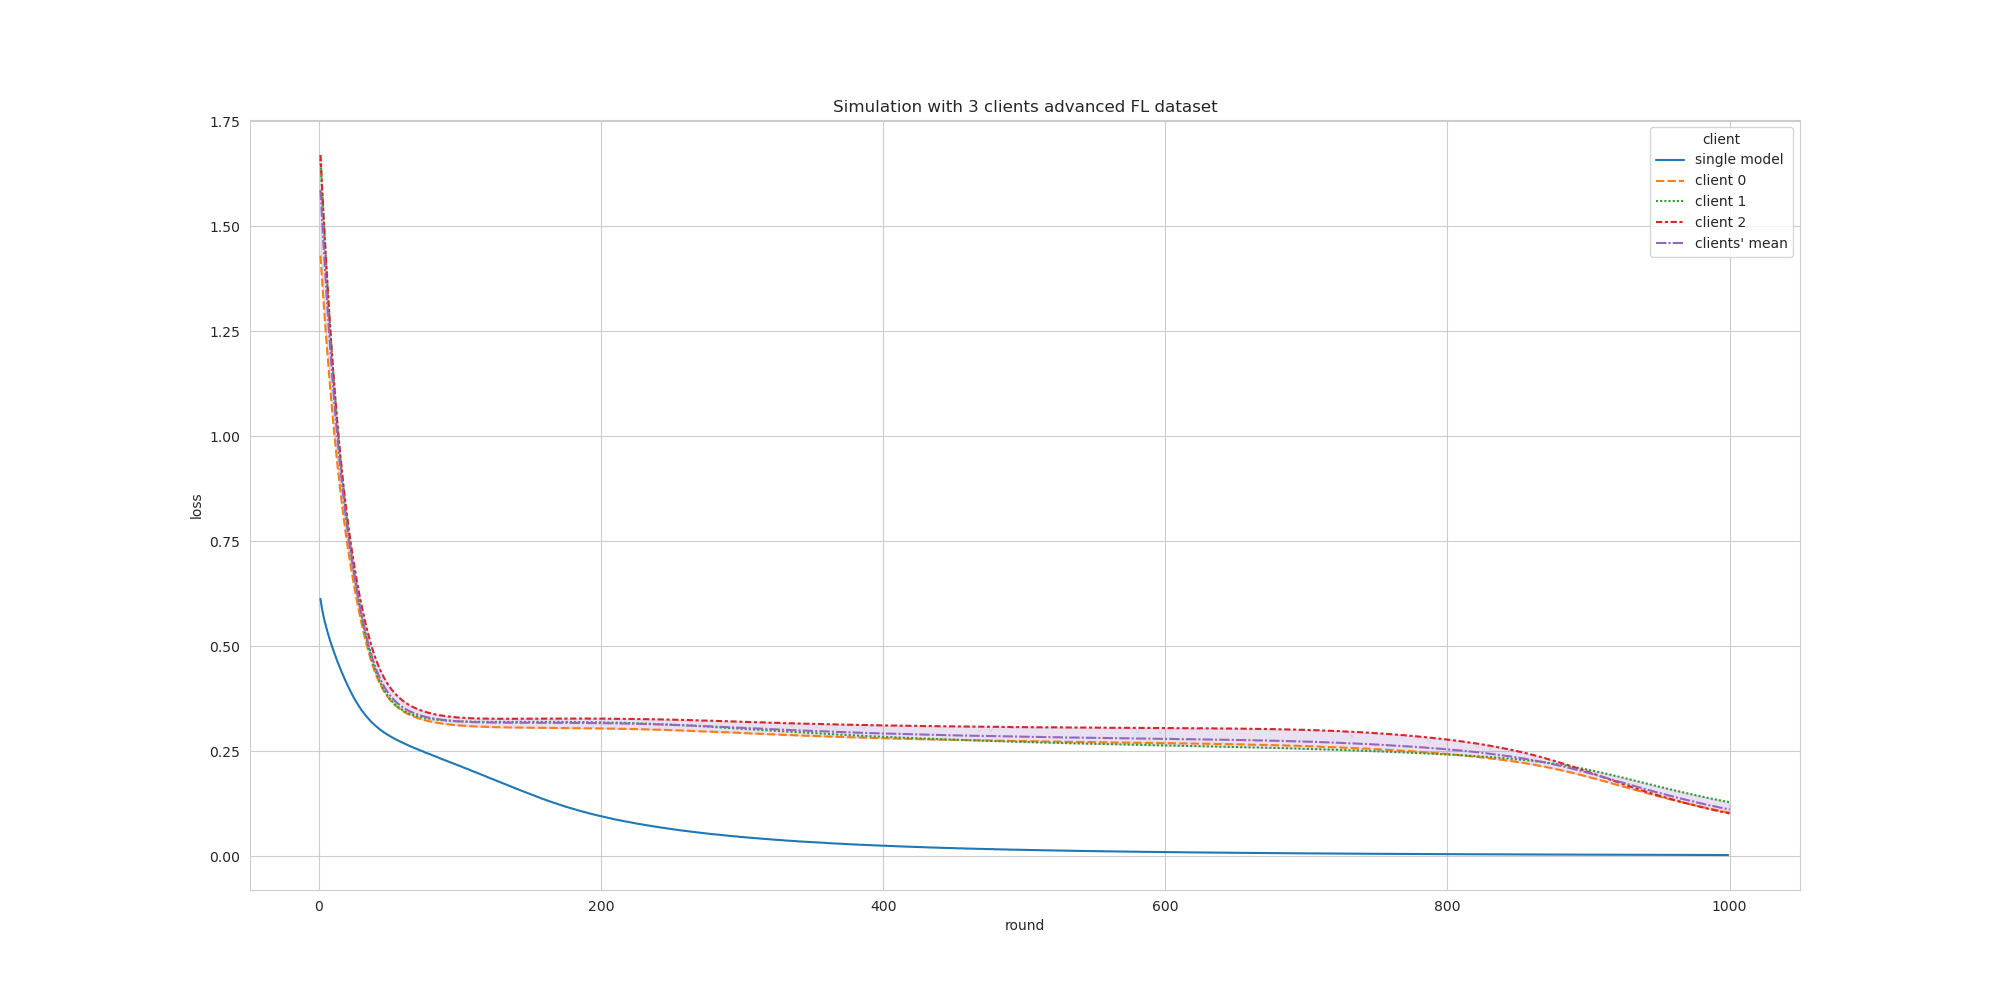 Simulation with 3 clients advanced FL dataset
1.75
1.50
1.25
1.00
0.75
0.50
0.25
0.00
loss
client
single model
client 0
client 1
client 2
clients' mean
0 200 400 600 800 1000
round